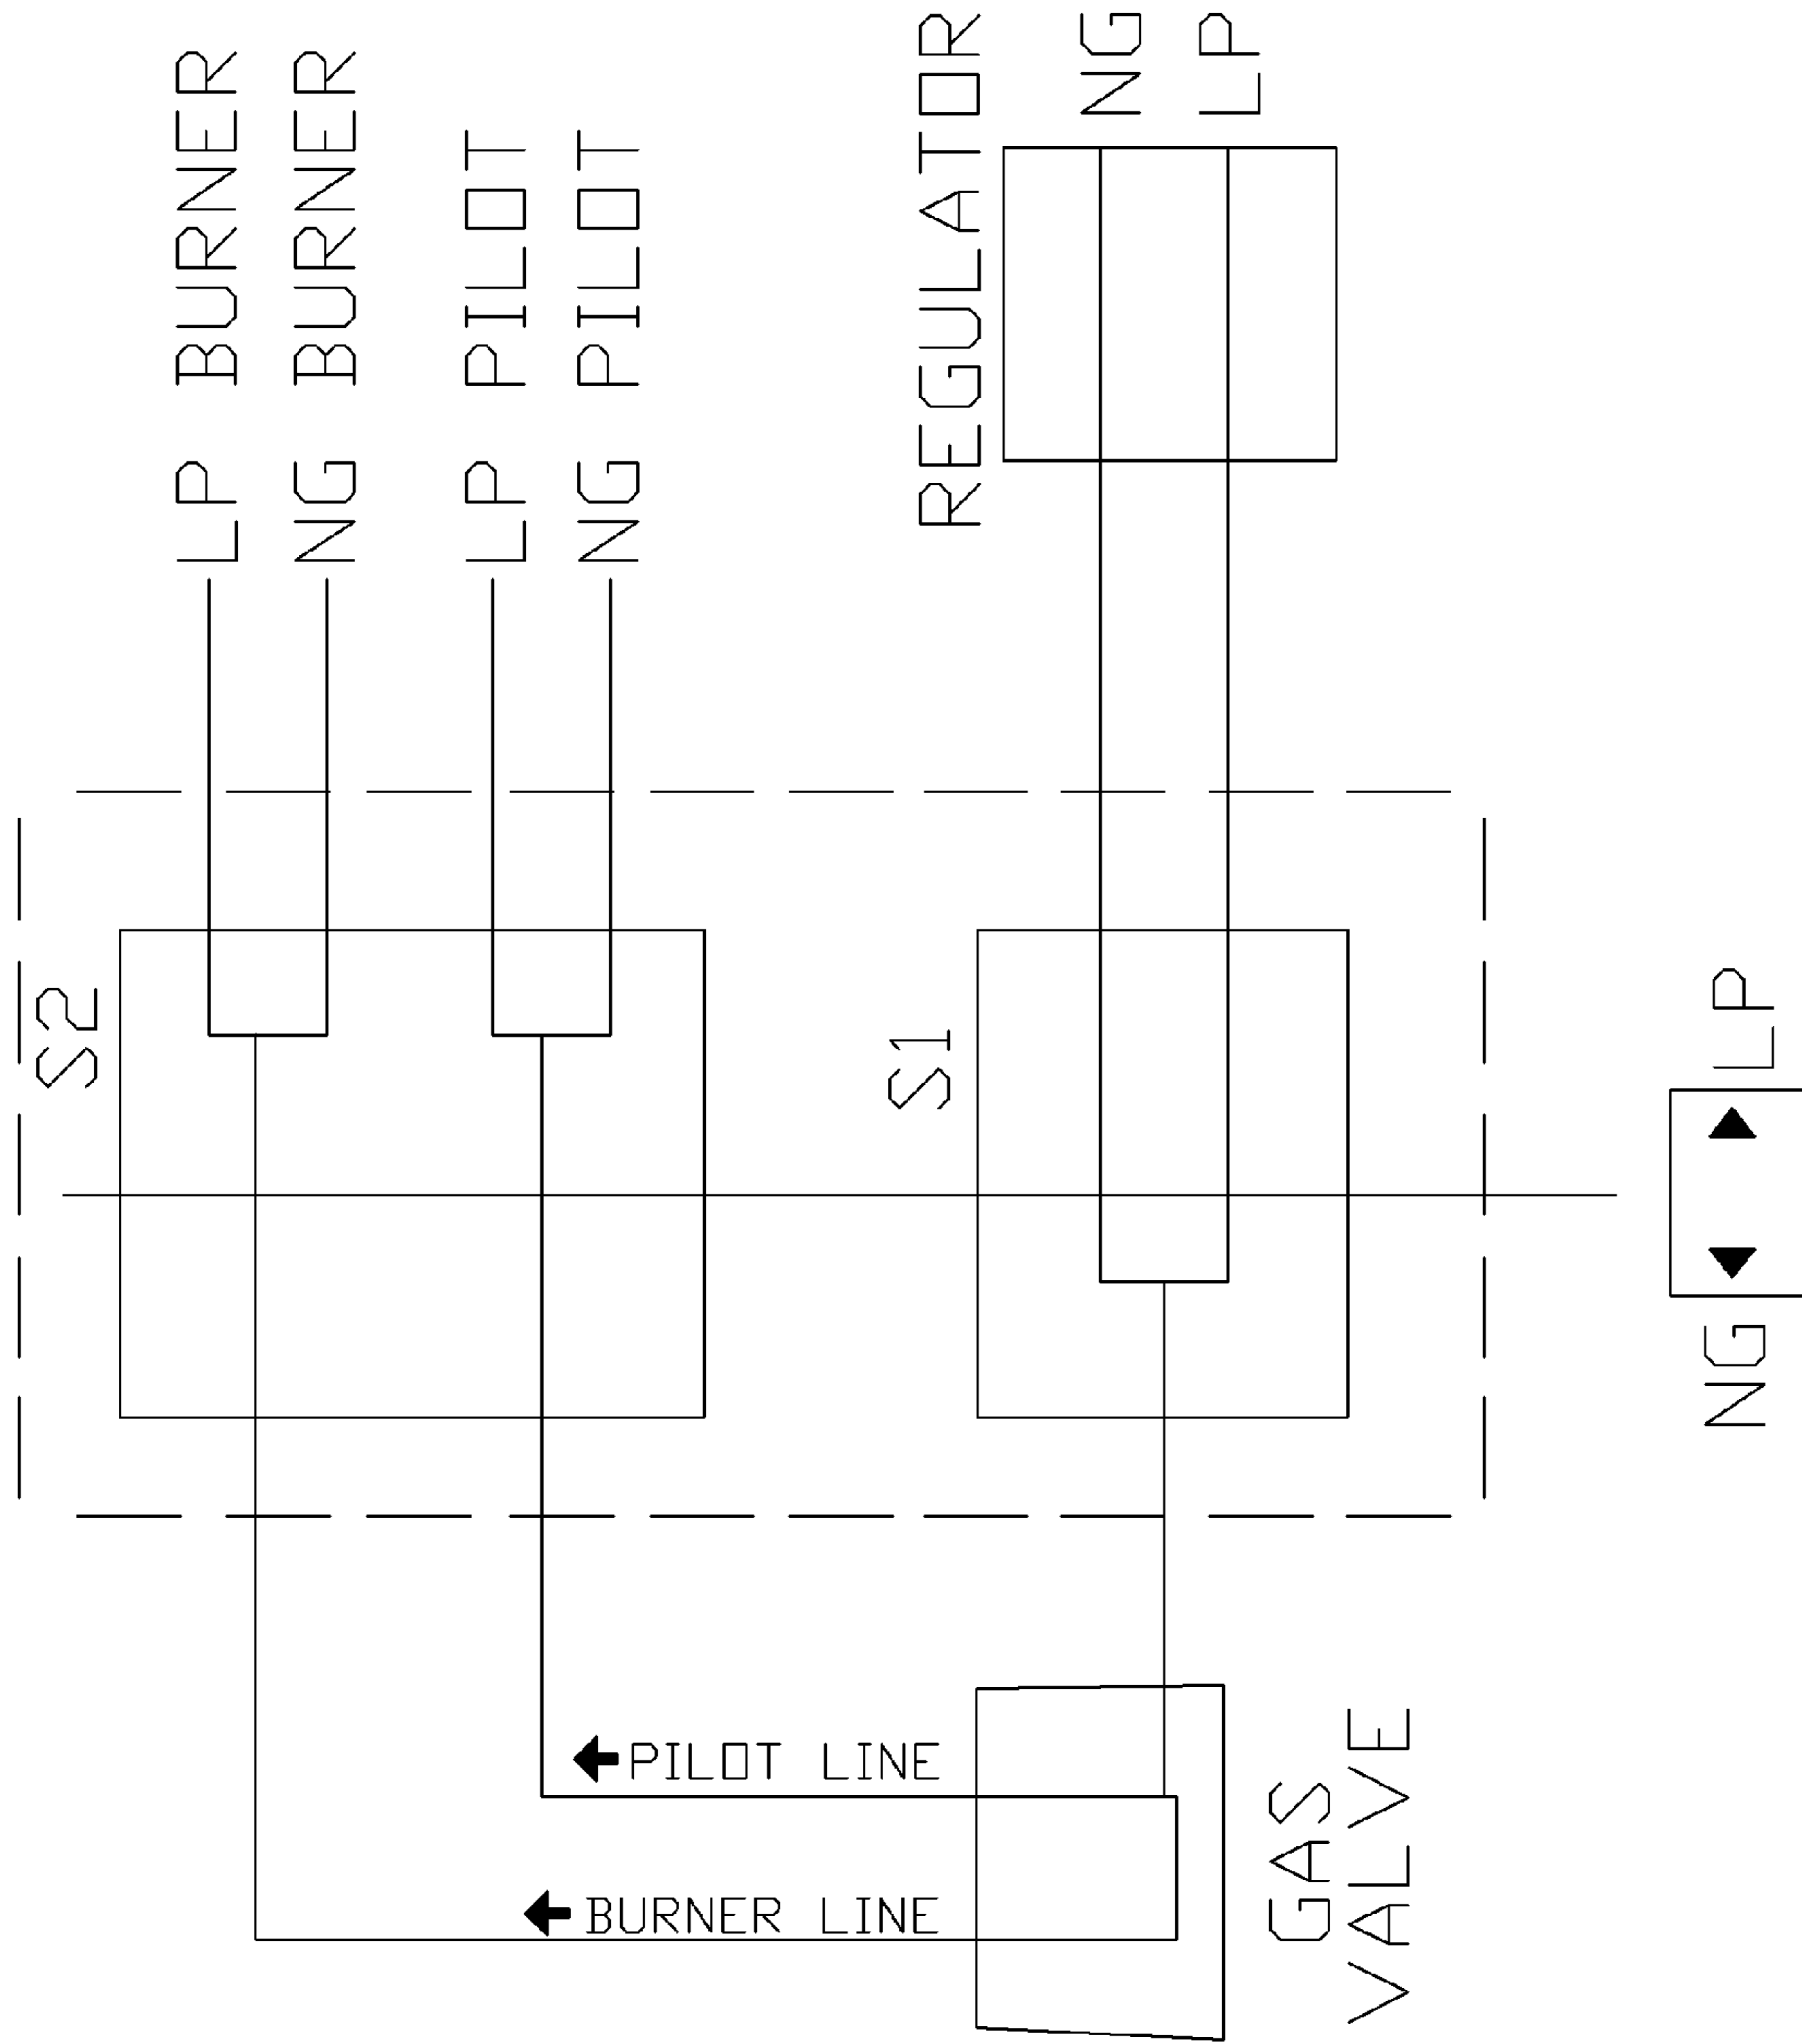 LP BURNER
NG BURNER
LP PILOT
NG PILOT
REGULATOR
NG
LP
S2
S1
NG
LP
PILOT LINE
BURNER LINE
GAS
VALVE